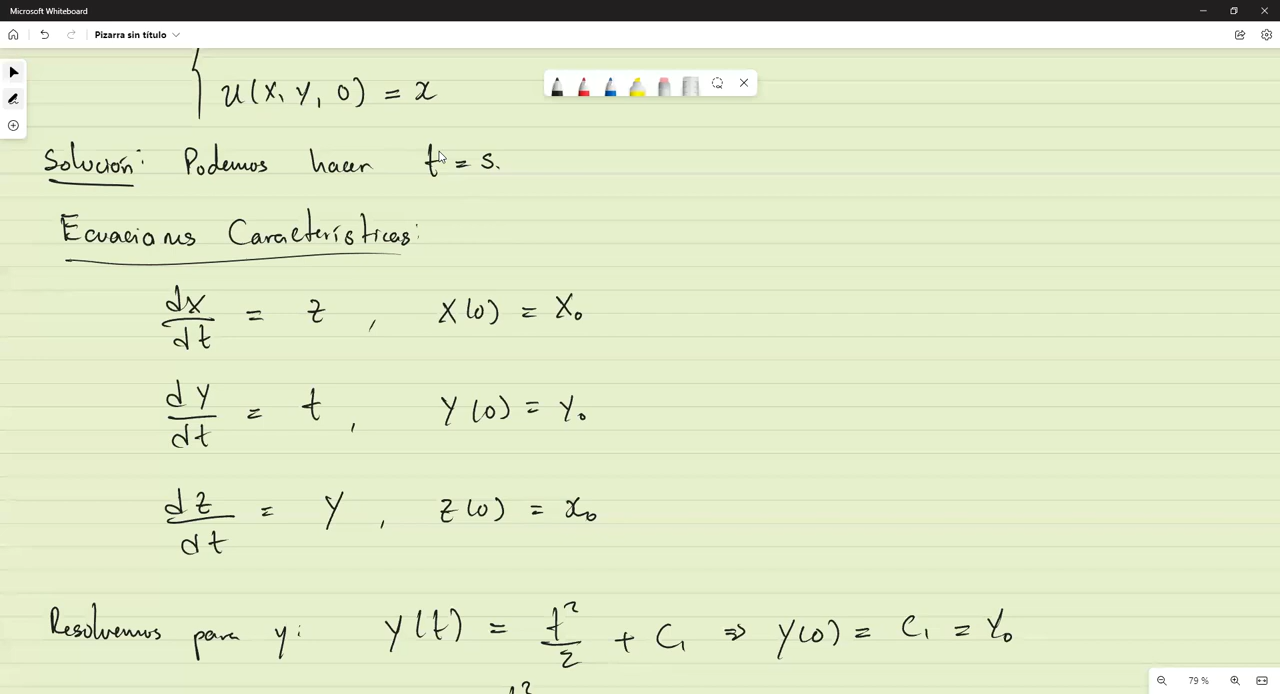 Microsoft Whiteboard
Pizarra sin título
u(x, y, 0) = x
Solución: Podemos hacer t = s.
Ecuaciones Características:
dx/dt = z , x(0) = x₀
dy/dt = t , y(0) = y₀
dz/dt = y , z(0) = x₀
Resolvemos para y: y(t) = t²/2 + C₁ ⇒ y(0) = C₁ = y₀
t²
79 %